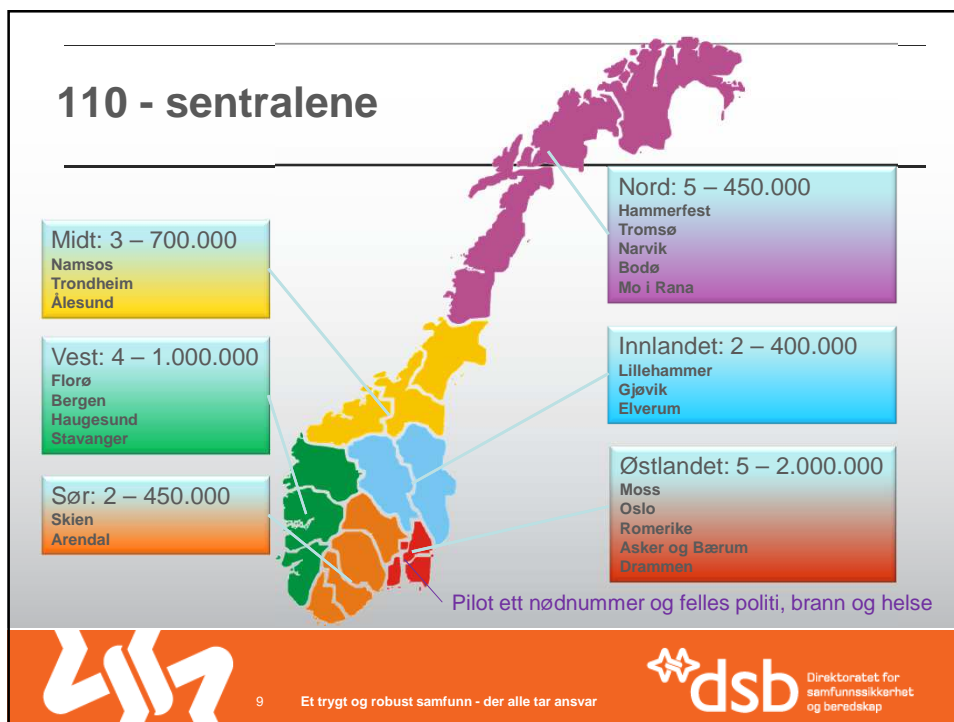 110 - sentralene
Midt: 3 – 700.000
Namsos
Trondheim
Ålesund
Vest: 4 – 1.000.000
Florø
Bergen
Haugesund
Stavanger
Sør: 2 – 450.000
Skien
Arendal
Nord: 5 – 450.000
Hammerfest
Tromsø
Narvik
Bodø
Mo i Rana
Innlandet: 2 – 400.000
Lillehammer
Gjøvik
Elverum
Østlandet: 5 – 2.000.000
Moss
Oslo
Romerike
Asker og Bærum
Drammen
Pilot ett nødnummer og felles politi, brann og helse
9 Et trygt og robust samfunn - der alle tar ansvar
dsb
Direktoratet for
samfunnssikkerhet
og beredskap